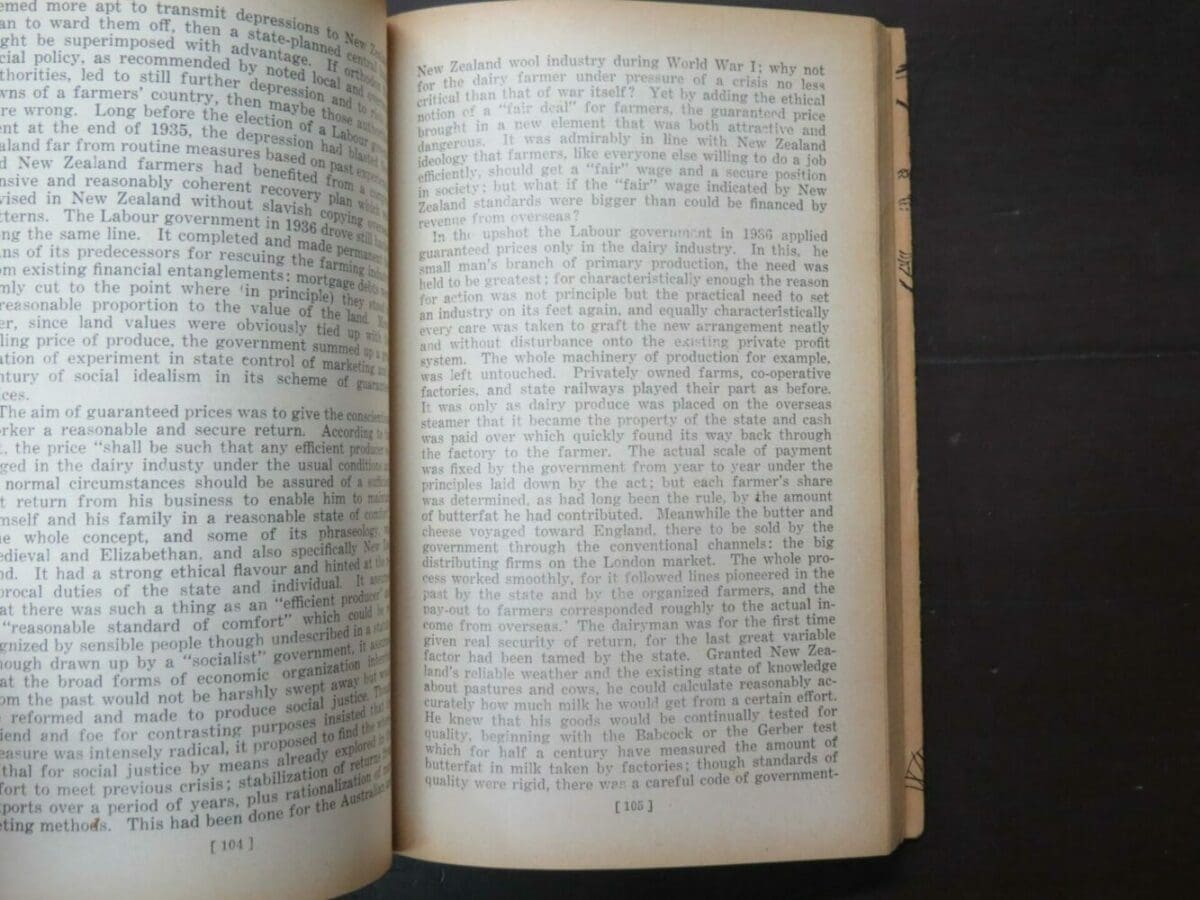 emed more apt to transmit depressions to New
an to ward them off, then a state-planned central
ght be superimposed with advantage. If orthodox
cial policy, as recommended by noted local and
thorities, led to still further depression and to
wns of a farmers' country, then maybe those
re wrong. Long before the election of a Labour
ent at the end of 1935, the depression had blasted
aland far from routine measures based on past
d New Zealand farmers had benefited from a
nsive and reasonably coherent recovery plan which
vised in New Zealand without slavish copying
tterns. The Labour government in 1936 drove still
ng the same line. It completed and made permanent
ans of its predecessors for rescuing the farming
om existing financial entanglements: mortgage debts
mly cut to the point where (in principle) they
reasonable proportion to the value of the land.
er, since land values were obviously tied up with
lling price of produce, the government summed up a
ation of experiment in state control of marketing and
ntury of social idealism in its scheme of
ices.
The aim of guaranteed prices was to give the
orker a reasonable and secure return. According to
t, the price "shall be such that any efficient producer
aged in the dairy industy under the usual conditions
normal circumstances should be assured of a
t return from his business to enable him to
mself and his family in a reasonable state of
he whole concept, and some of its phraseology,
edieval and Elizabethan, and also specifically New
nd. It had a strong ethical flavour and hinted at the
procal duties of the state and individual. It
at there was such a thing as an "efficient producer"
"reasonable standard of comfort" which could be
gnized by sensible people though undescribed in a
hough drawn up by a "socialist" government, it
at the broad forms of economic organization
om the past would not be harshly swept away but
reformed and made to produce social justice.
iend and foe for contrasting purposes insisted
easure was intensely radical, it proposed to find the
thal for social justice by means already explored in
fort to meet previous crisis; stabilization of returns
ports over a period of years, plus rationalization of
eting methods. This had been done for the Australian
[ 104 ]
New Zealand wool industry during World War I; why not
for the dairy farmer under pressure of a crisis no less
critical than that of war itself? Yet by adding the ethical
notion of a "fair deal" for farmers, the guaranteed price
brought in a new element that was both attractive and
dangerous. It was admirably in line with New Zealand
ideology that farmers, like everyone else willing to do a job
efficiently, should get a "fair" wage and a secure position
in society; but what if the "fair" wage indicated by New
Zealand standards were bigger than could be financed by
revenue from overseas?
In the upshot the Labour government in 1936 applied
guaranteed prices only in the dairy industry. In this, he
small man's branch of primary production, the need was
held to be greatest; for characteristically enough the reason
for action was not principle but the practical need to set
an industry on its feet again, and equally characteristically
every care was taken to graft the new arrangement neatly
and without disturbance onto the existing private profit
system. The whole machinery of production for example,
was left untouched. Privately owned farms, co-operative
factories, and state railways played their part as before.
It was only as dairy produce was placed on the overseas
steamer that it became the property of the state and cash
was paid over which quickly found its way back through
the factory to the farmer. The actual scale of payment
was fixed by the government from year to year under the
principles laid down by the act; but each farmer's share
was determined, as had long been the rule, by the amount
of butterfat he had contributed. Meanwhile the butter and
cheese voyaged toward England, there to be sold by the
government through the conventional channels: the big
distributing firms on the London market. The whole pro-
cess worked smoothly, for it followed lines pioneered in the
past by the state and by the organized farmers, and the
pay-out to farmers corresponded roughly to the actual in-
come from overseas.' The dairyman was for the first time
given real security of return, for the last great variable
factor had been tamed by the state. Granted New Zea-
land's reliable weather and the existing state of knowledge
about pastures and cows, he could calculate reasonably ac-
curately how much milk he would get from a certain effort.
He knew that his goods would be continually tested for
quality, beginning with the Babcock or the Gerber test
which for half a century have measured the amount of
butterfat in milk taken by factories; though standards of
quality were rigid, there was a careful code of government-
[ 105 ]